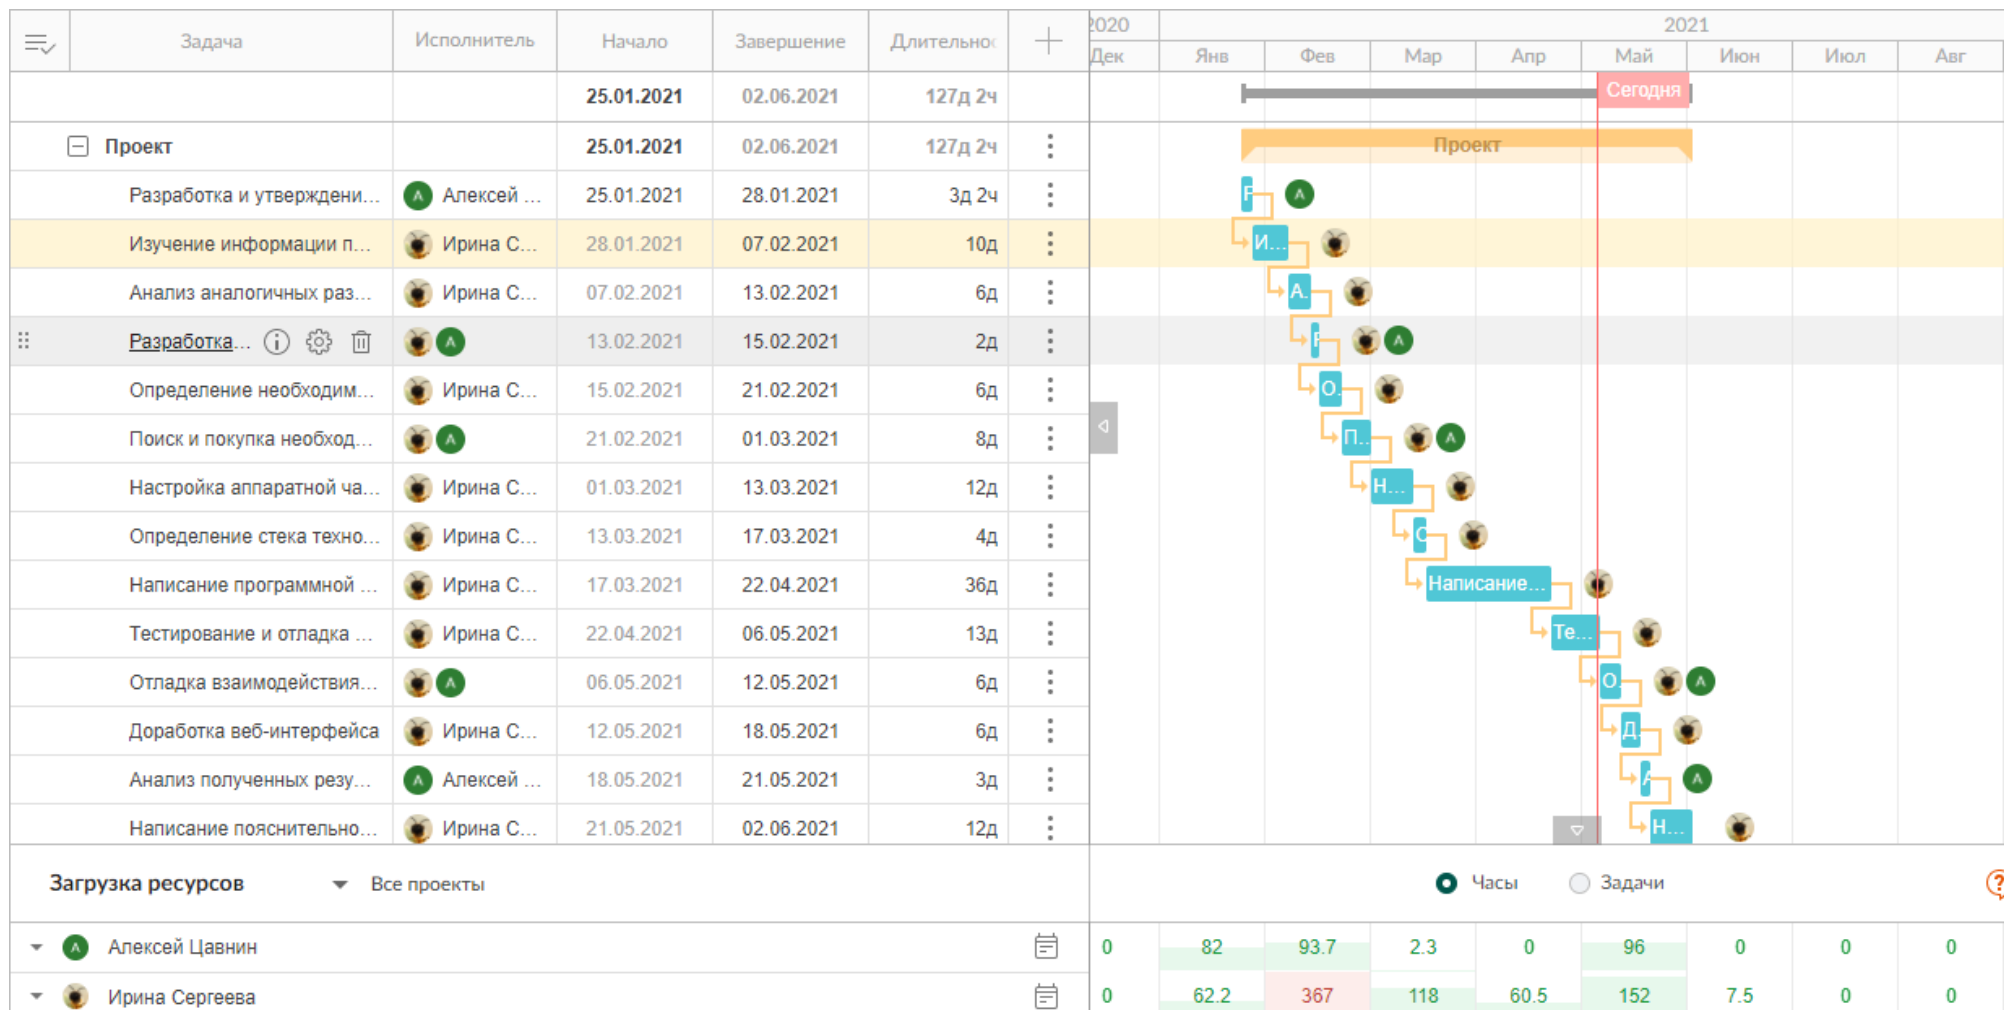 Задача Исполнитель Начало Завершение Длительнос 2020 2021
Дек Янв Фев Мар Апр Май Июн Июл Авг
25.01.2021 02.06.2021 127д 2ч Сегодня
Проект 25.01.2021 02.06.2021 127д 2ч Проект
Разработка и утверждени... А Алексей ... 25.01.2021 28.01.2021 3д 2ч Р А
Изучение информации п... Ирина С... 28.01.2021 07.02.2021 10д И...
Анализ аналогичных раз... Ирина С... 07.02.2021 13.02.2021 6д А.
Разработка... А 13.02.2021 15.02.2021 2д Р А
Определение необходим... Ирина С... 15.02.2021 21.02.2021 6д О.
Поиск и покупка необход... А 21.02.2021 01.03.2021 8д П.. А
Настройка аппаратной ча... Ирина С... 01.03.2021 13.03.2021 12д Н...
Определение стека техно... Ирина С... 13.03.2021 17.03.2021 4д О
Написание программной ... Ирина С... 17.03.2021 22.04.2021 36д Написание...
Тестирование и отладка ... Ирина С... 22.04.2021 06.05.2021 13д Те...
Отладка взаимодействия... А 06.05.2021 12.05.2021 6д О. А
Доработка веб-интерфейса Ирина С... 12.05.2021 18.05.2021 6д Д.
Анализ полученных резу... А Алексей ... 18.05.2021 21.05.2021 3д А А
Написание пояснительно... Ирина С... 21.05.2021 02.06.2021 12д Н...
Загрузка ресурсов Все проекты Часы Задачи ?
А Алексей Цавнин 0 82 93.7 2.3 0 96 0 0 0
Ирина Сергеева 0 62.2 367 118 60.5 152 7.5 0 0